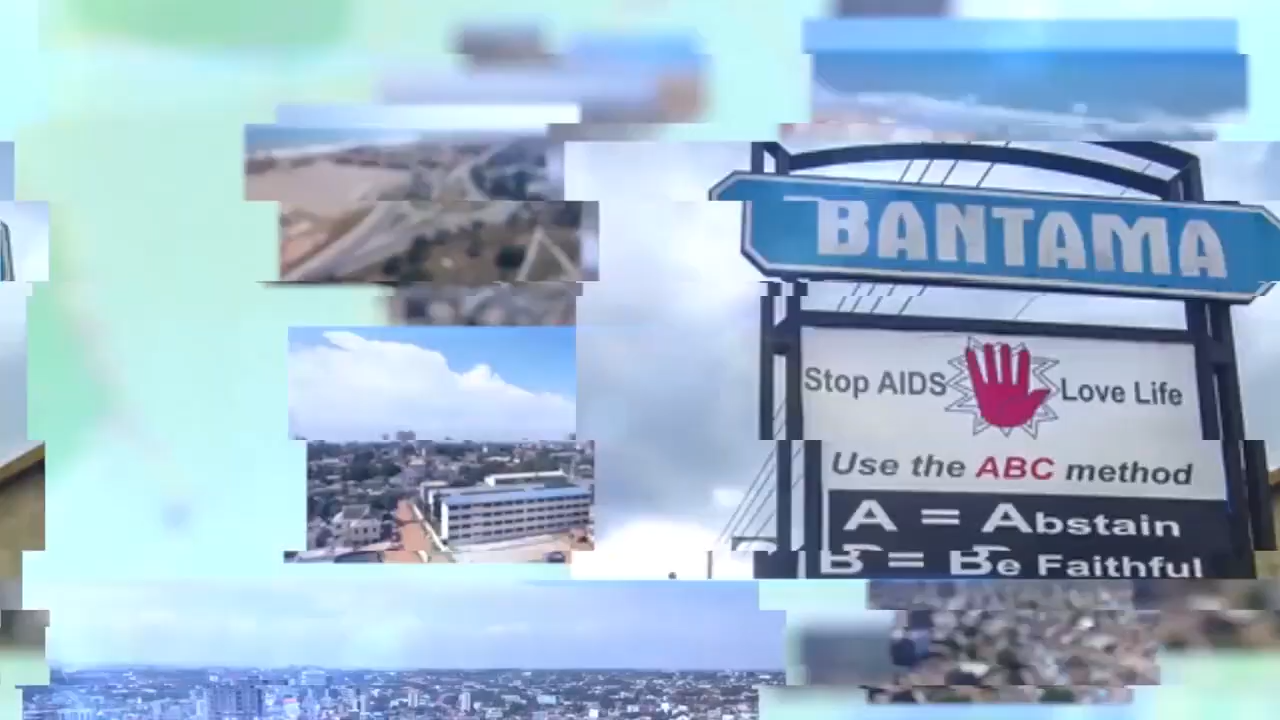 BANTAMA
Stop AIDS Love Life
Use the ABC method
A = Abstain
B = Be Faithful